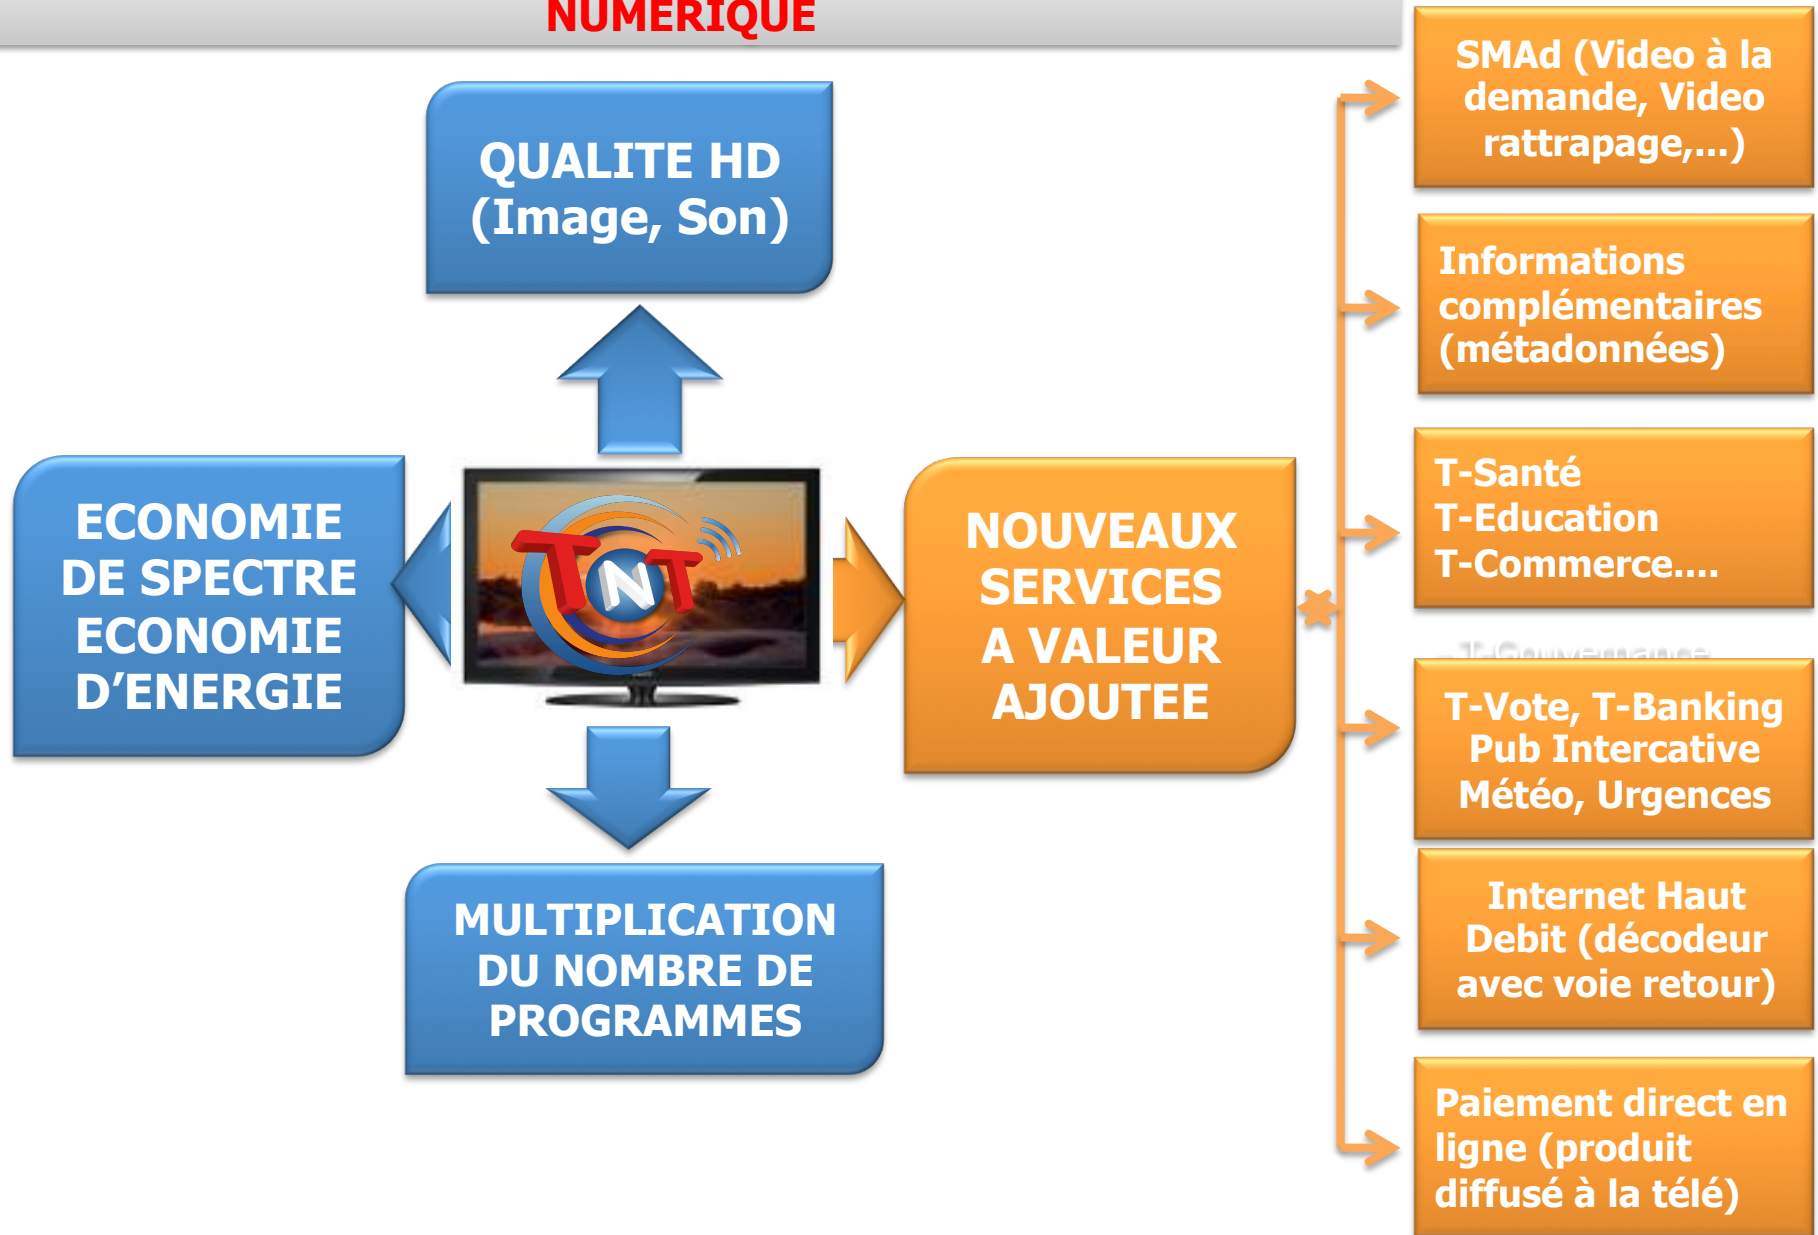 NUMERIQUE
QUALITE HD
(Image, Son)
ECONOMIE
DE SPECTRE
ECONOMIE
D’ENERGIE
TNT
NOUVEAUX
SERVICES
A VALEUR
AJOUTEE
MULTIPLICATION
DU NOMBRE DE
PROGRAMMES
SMAd (Video à la
demande, Video
rattrapage,...)
Informations
complémentaires
(métadonnées)
T-Santé
T-Education
T-Commerce....
- T-Gouvernance
T-Vote, T-Banking
Pub Intercative
Météo, Urgences
Internet Haut
Debit (décodeur
avec voie retour)
Paiement direct en
ligne (produit
diffusé à la télé)